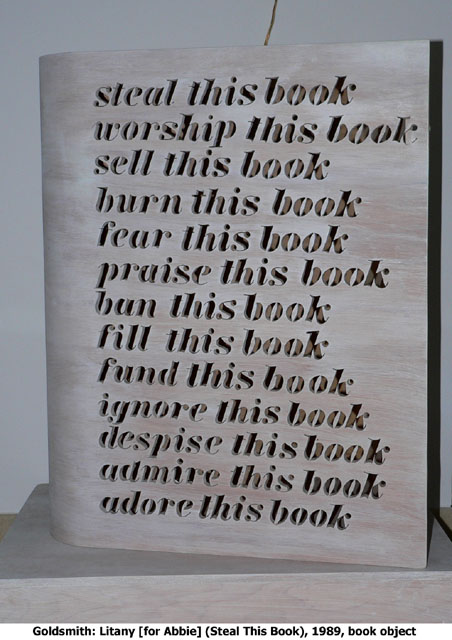 steal this book
worship this book
sell this book
burn this book
fear this book
praise this book
ban this book
fill this book
fund this book
ignore this book
despise this book
admire this book
adore this book
Goldsmith: Litany [for Abbie] (Steal This Book), 1989, book object